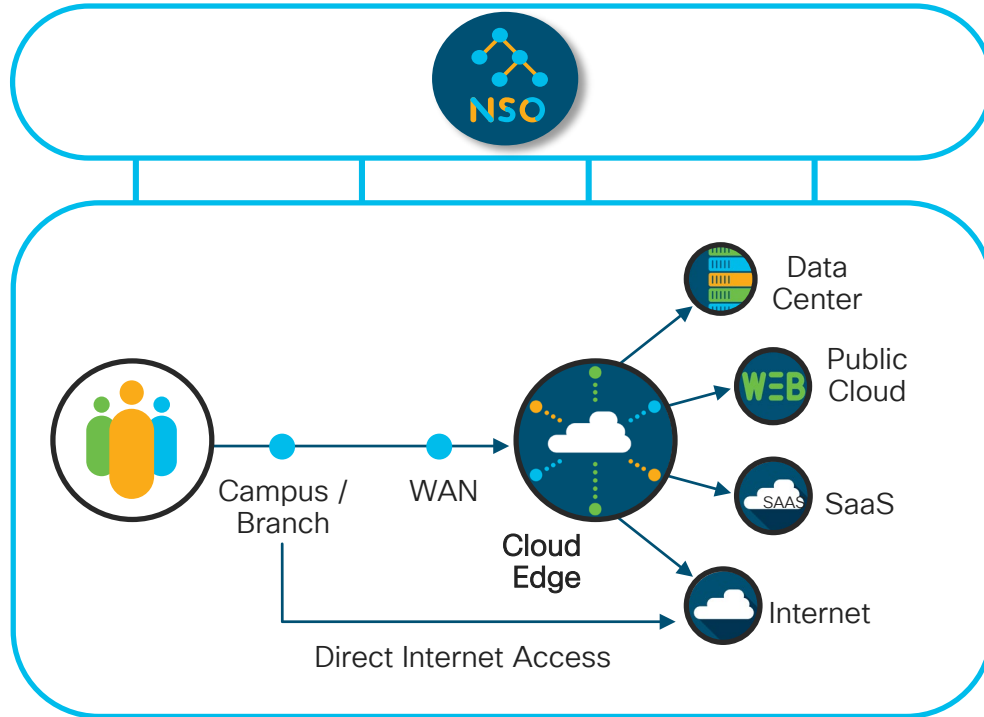 NSO
Data
Center
Public
Cloud
WEB
SAAS
SaaS
Campus /
Branch
WAN
Cloud
Edge
Internet
Direct Internet Access